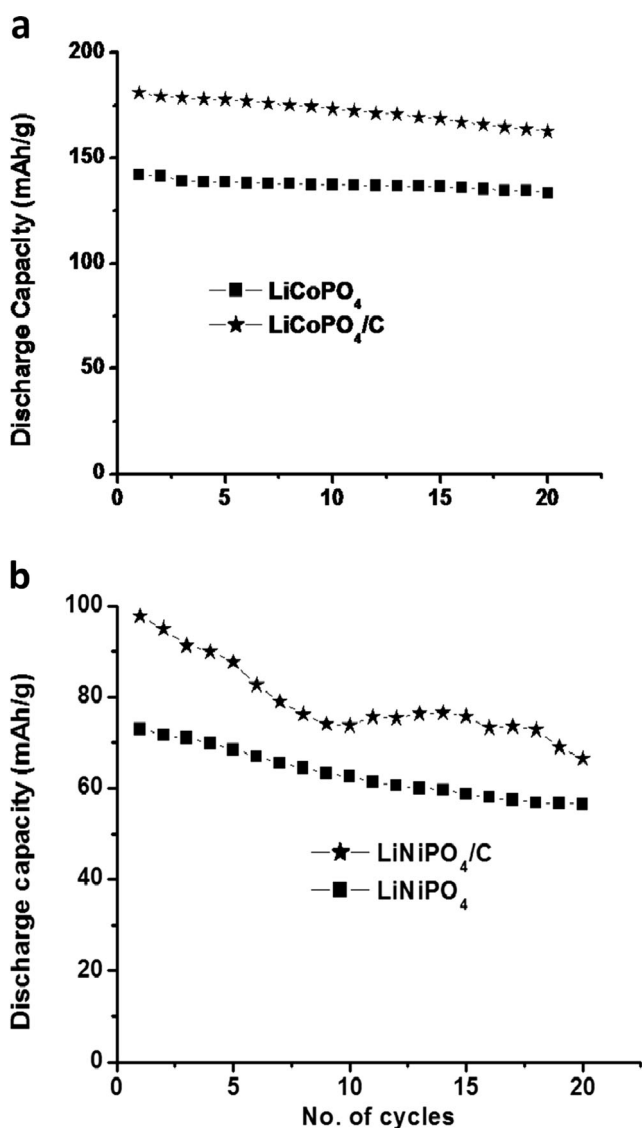 a
Discharge Capacity (mAh/g)
200
150
100
50
0
LiCoPO4
LiCoPO4/C
0 5 10 15 20
b
Discharge capacity (mAh/g)
100
80
60
40
20
0
LiNiPO4/C
LiNiPO4
0 5 10 15 20
No. of cycles